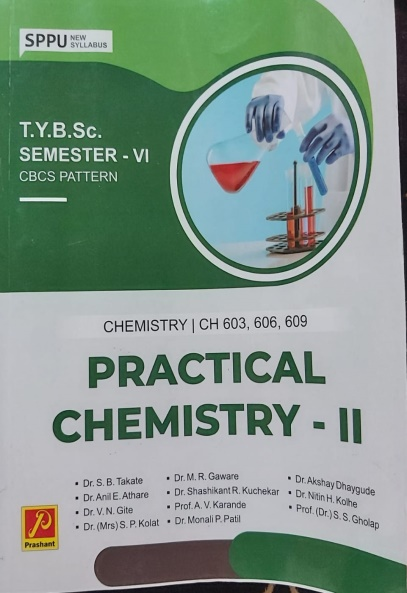 SPPU NEW SYLLABUS
T.Y.B.Sc.
SEMESTER - VI
CBCS PATTERN
CHEMISTRY | CH 603, 606, 609
PRACTICAL
CHEMISTRY - II
• Dr. S. B. Takate
• Dr. Anil E. Athare
• Dr. V. N. Gite
• Dr. (Mrs) S. P. Kolat
• Dr. M. R. Gaware
• Dr. Shashikant R. Kuchekar
• Prof. A. V. Karande
• Dr. Monali P. Patil
• Dr. Akshay Dhaygude
• Dr. Nitin H. Kolhe
• Prof. (Dr.) S. S. Gholap
Prashant